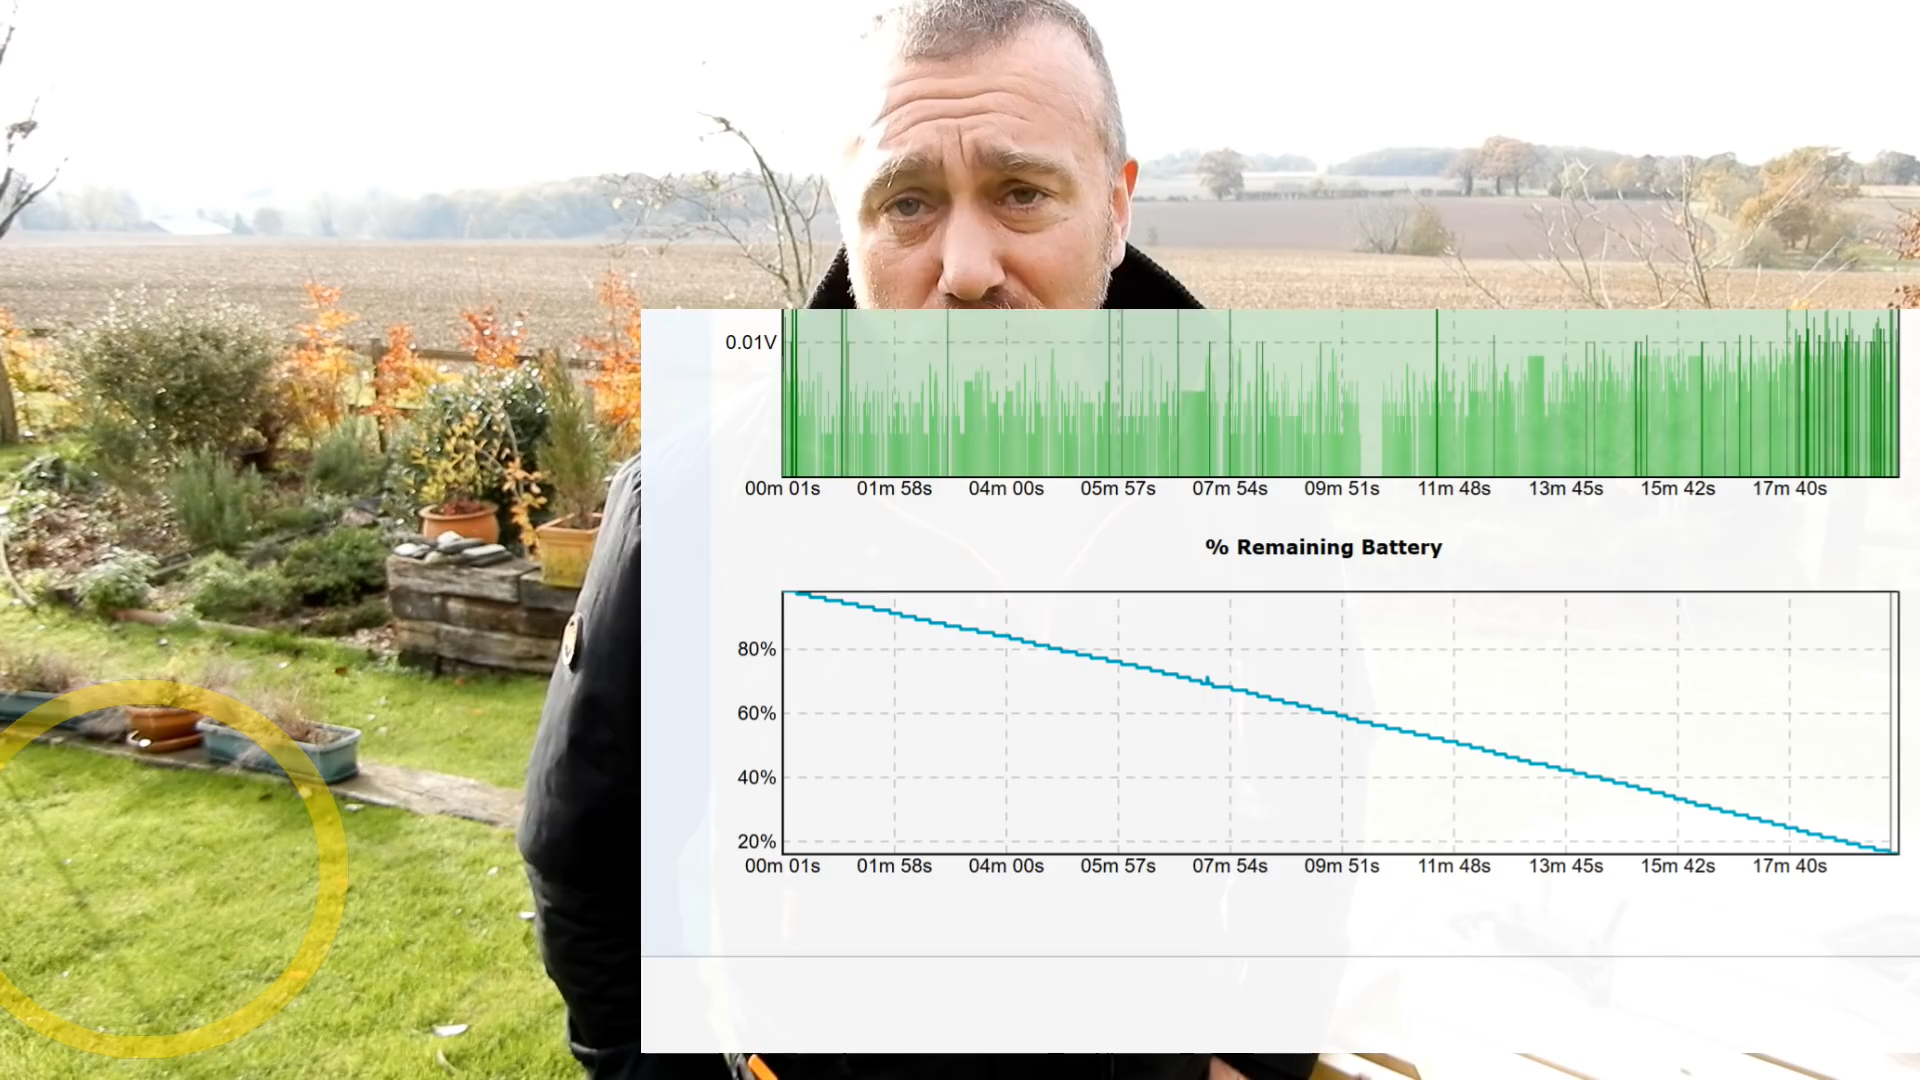 0.01V
00m 01s 01m 58s 04m 00s 05m 57s 07m 54s 09m 51s 11m 48s 13m 45s 15m 42s 17m 40s
% Remaining Battery
80%
60%
40%
20%
00m 01s 01m 58s 04m 00s 05m 57s 07m 54s 09m 51s 11m 48s 13m 45s 15m 42s 17m 40s